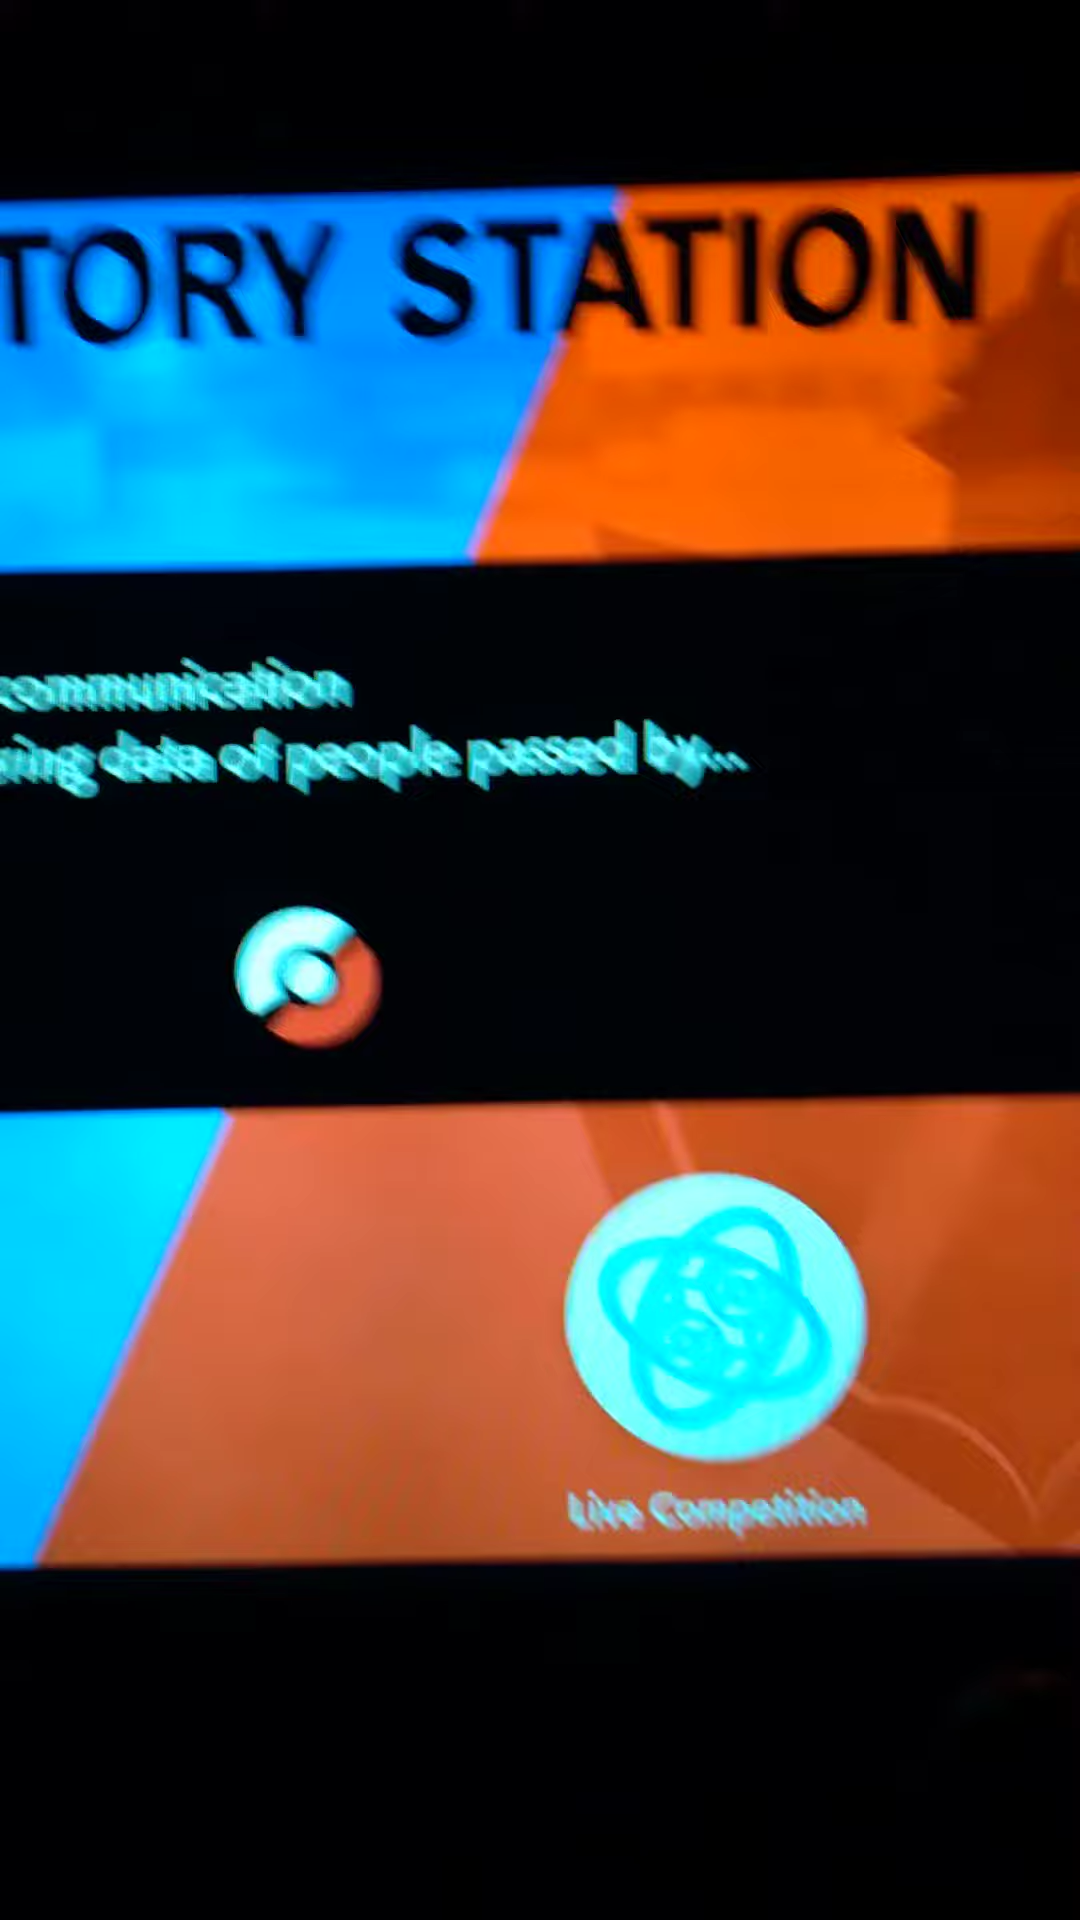 TORY STATION
communication
data of people passed by...
Live Competition